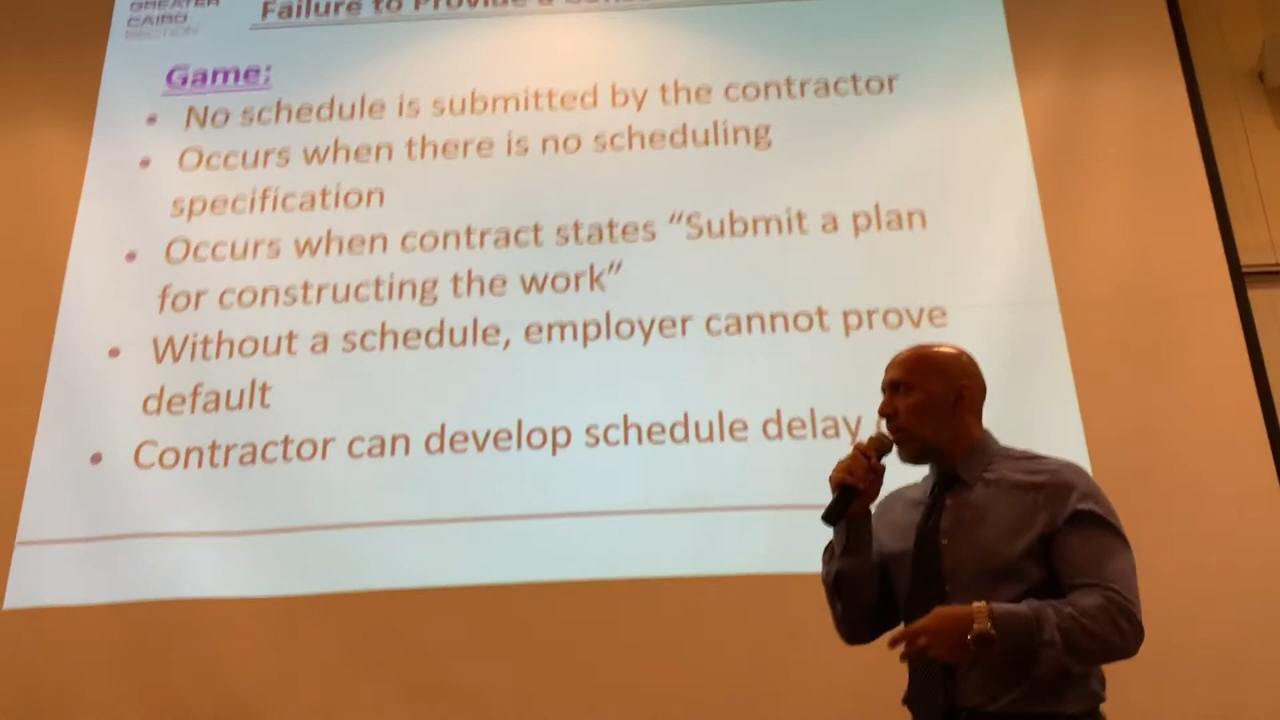 GREATER
CAIRO
SECTION
Failure to Provide a
Game:
• No schedule is submitted by the contractor
• Occurs when there is no scheduling
specification
• Occurs when contract states “Submit a plan
for constructing the work”
• Without a schedule, employer cannot prove
default
• Contractor can develop schedule delay